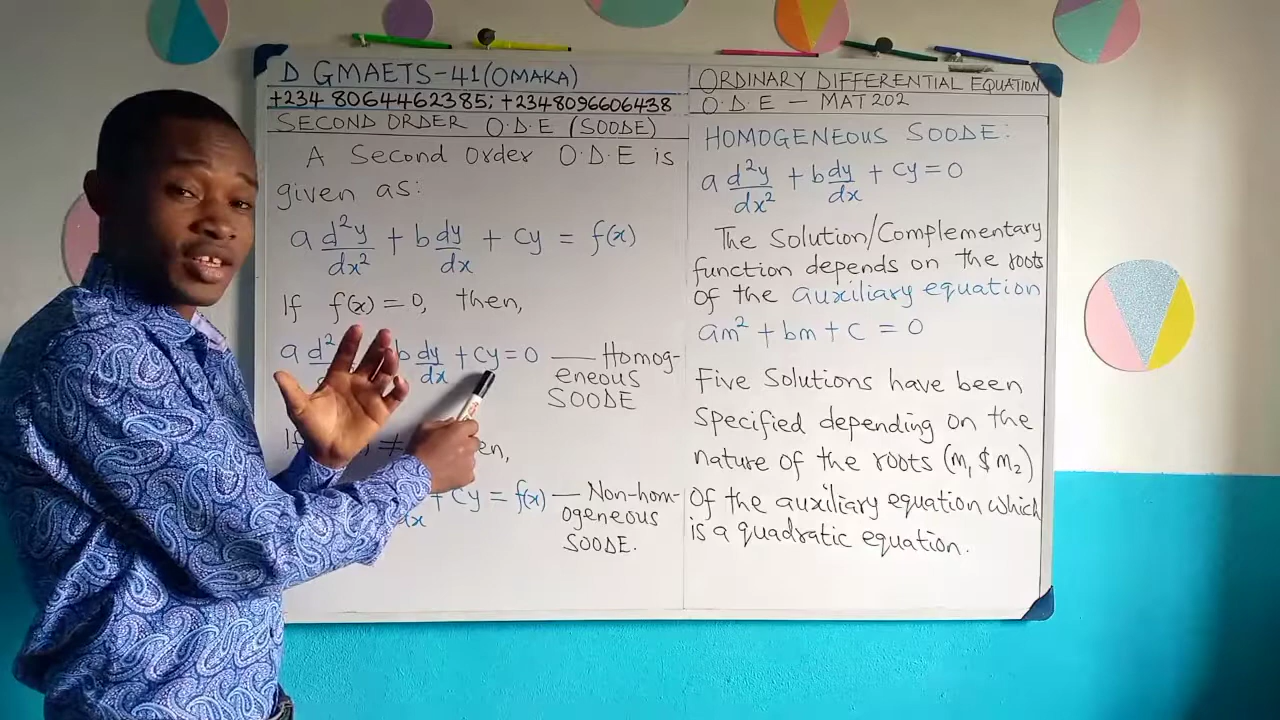 D GMAETS-41(OMAKA)
+234 8064462385; +2348096606438
SECOND ORDER O.D.E (SOODE)
A Second Order O.D.E is
given as:
a d²y/dx² + b dy/dx + cy = f(x)
If f(x) = 0, then,
a d² b dy/dx + cy = 0 — Homog-
eneous
SOODE
If ≠ en,
+ cy = f(x) — Non-hom-
dx
ogeneous
SOODE.
ORDINARY DIFFERENTIAL EQUATION
O.D.E — MAT202
HOMOGENEOUS SOODE:
a d²y/dx² + b dy/dx + cy = 0
The Solution/Complementary
function depends on the roots
of the auxiliary equation
am² + bm + c = 0
Five Solutions have been
specified depending on the
nature of the roots (m₁ & m₂)
of the auxiliary equation which
is a quadratic equation.